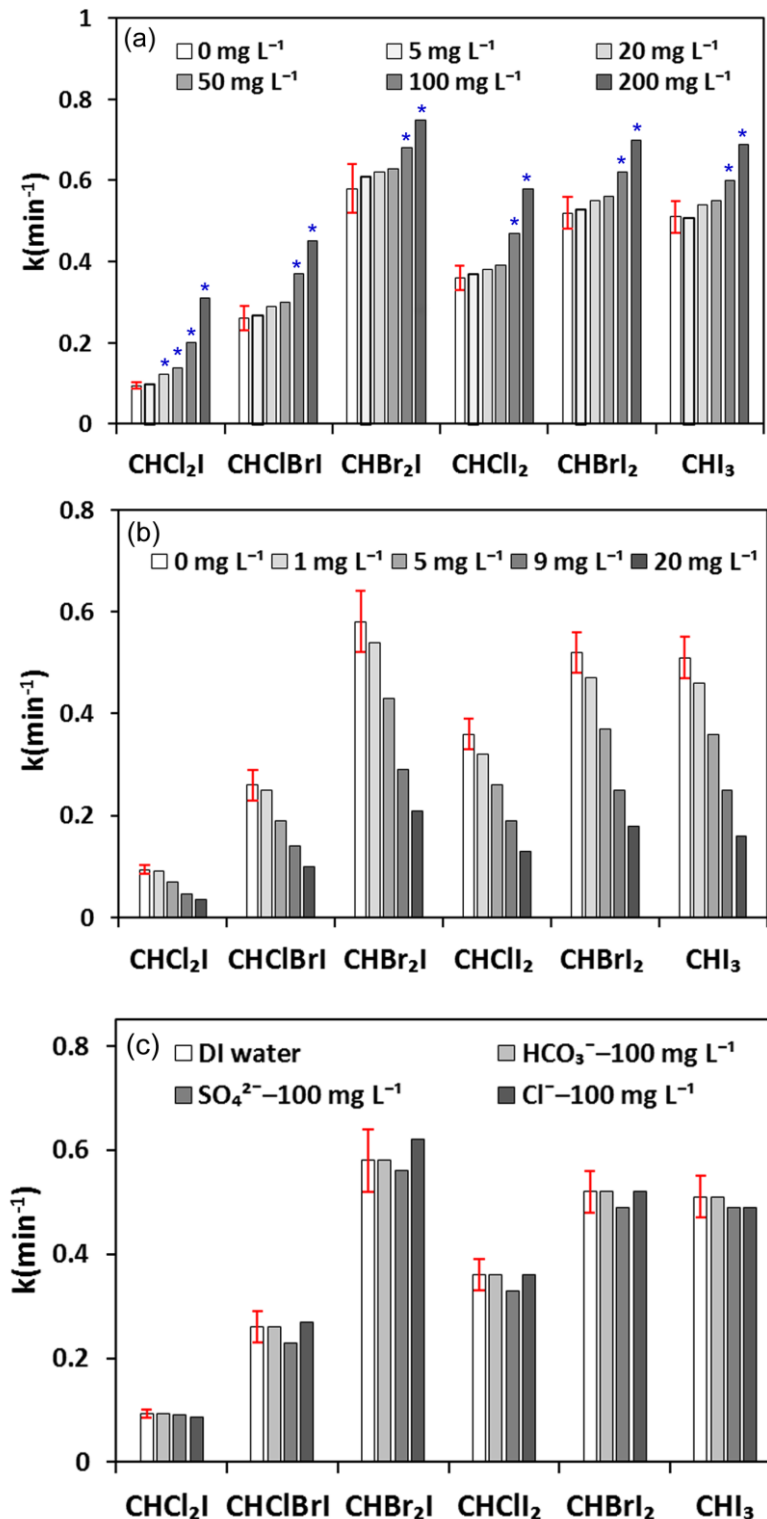 (a)
0 mg L⁻¹ 5 mg L⁻¹ 20 mg L⁻¹
50 mg L⁻¹ 100 mg L⁻¹ 200 mg L⁻¹
1
0.8
0.6
0.4
0.2
0
k(min⁻¹)
* * * *
* *
* *
* *
* *
* *
CHCl₂I CHClBrI CHBr₂I CHClI₂ CHBrI₂ CHI₃
(b)
0 mg L⁻¹ 1 mg L⁻¹ 5 mg L⁻¹ 9 mg L⁻¹ 20 mg L⁻¹
0.8
0.6
0.4
0.2
0
k(min⁻¹)
CHCl₂I CHClBrI CHBr₂I CHClI₂ CHBrI₂ CHI₃
(c)
DI water HCO₃⁻–100 mg L⁻¹
SO₄²⁻–100 mg L⁻¹ Cl⁻–100 mg L⁻¹
0.8
0.6
0.4
0.2
0
k(min⁻¹)
CHCl₂I CHClBrI CHBr₂I CHClI₂ CHBrI₂ CHI₃